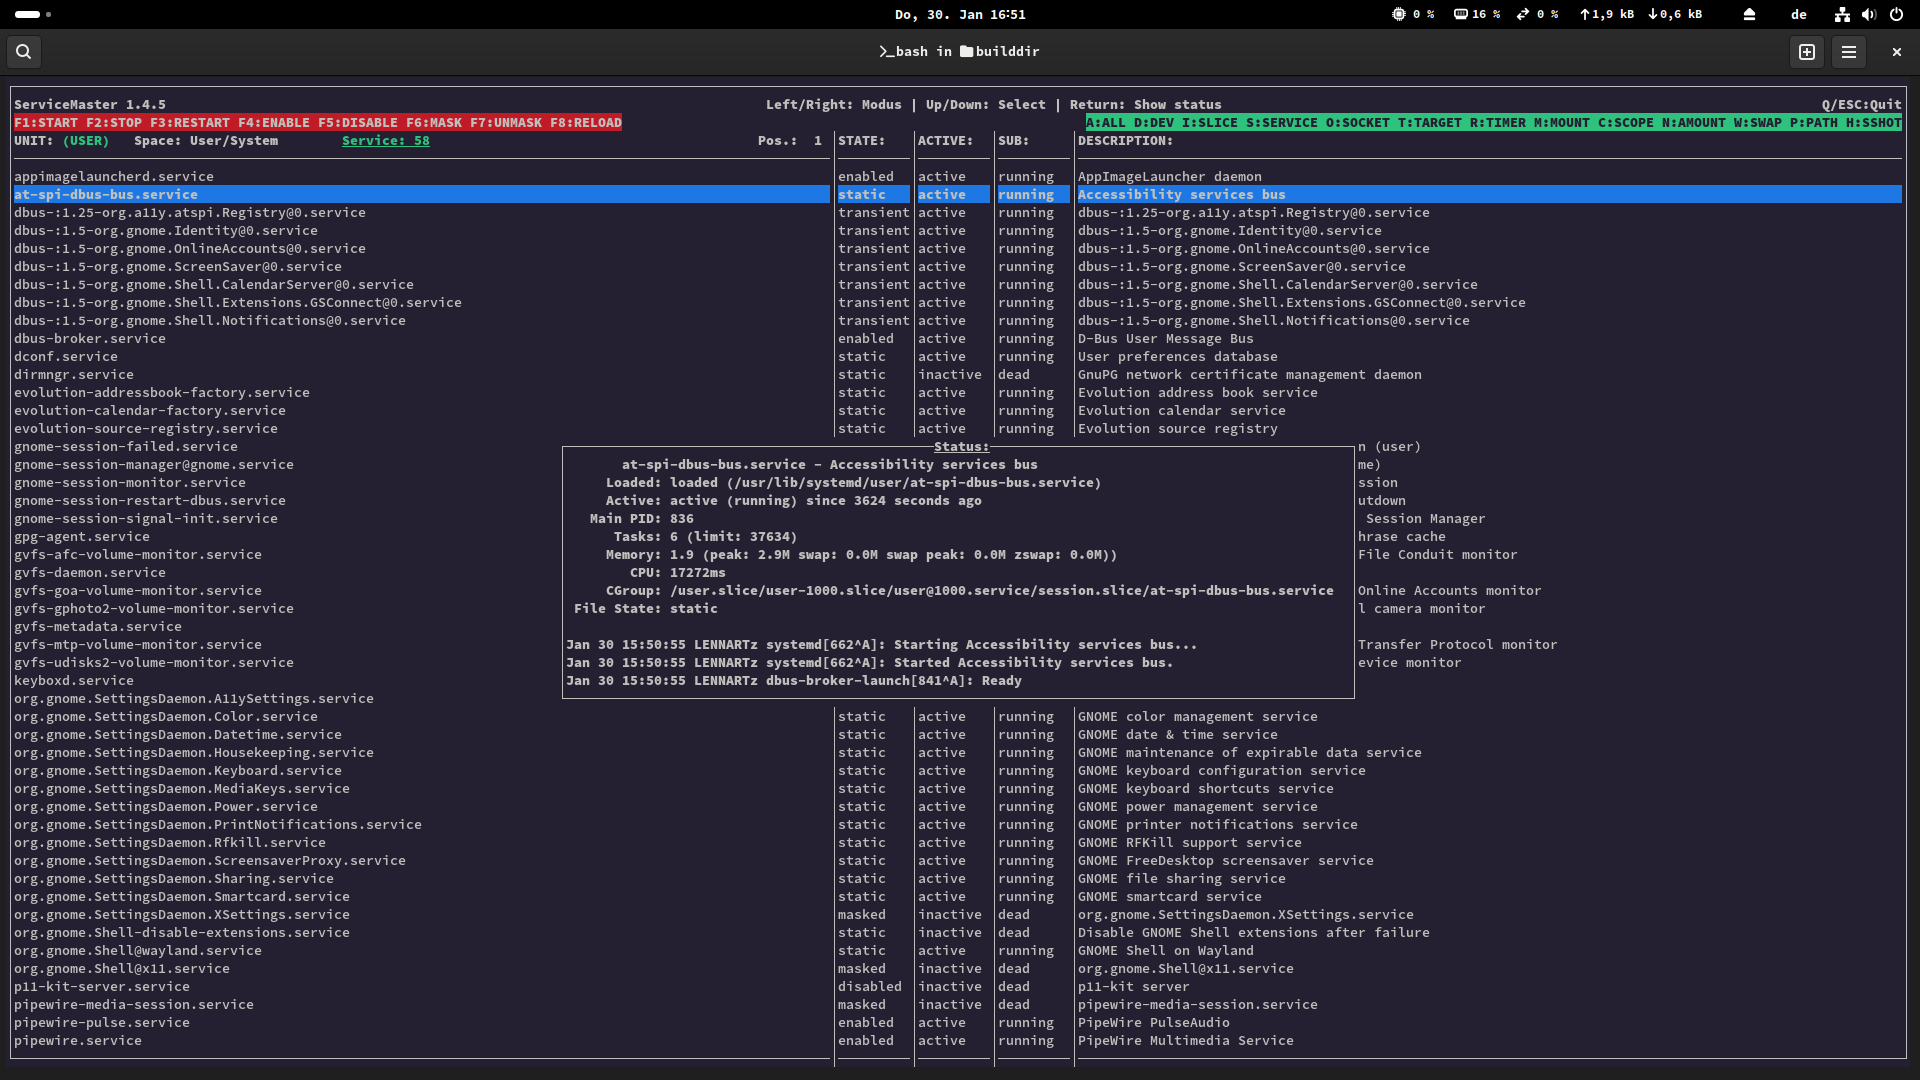 Do, 30. Jan 16:51 0 % 16 % 0 % 1,9 kB 0,6 kB de
bash in builddir
ServiceMaster 1.4.5 Left/Right: Modus | Up/Down: Select | Return: Show status Q/ESC:Quit
F1:START F2:STOP F3:RESTART F4:ENABLE F5:DISABLE F6:MASK F7:UNMASK F8:RELOAD A:ALL D:DEV I:SLICE S:SERVICE O:SOCKET T:TARGET R:TIMER M:MOUNT C:SCOPE N:AMOUNT W:SWAP P:PATH H:SSHOT
UNIT: (USER) Space: User/System Service: 58 Pos.: 1 STATE: ACTIVE: SUB: DESCRIPTION:
appimagelauncherd.service enabled active running AppImageLauncher daemon
at-spi-dbus-bus.service static active running Accessibility services bus
dbus-:1.25-org.a11y.atspi.Registry@0.service transient active running dbus-:1.25-org.a11y.atspi.Registry@0.service
dbus-:1.5-org.gnome.Identity@0.service transient active running dbus-:1.5-org.gnome.Identity@0.service
dbus-:1.5-org.gnome.OnlineAccounts@0.service transient active running dbus-:1.5-org.gnome.OnlineAccounts@0.service
dbus-:1.5-org.gnome.ScreenSaver@0.service transient active running dbus-:1.5-org.gnome.ScreenSaver@0.service
dbus-:1.5-org.gnome.Shell.CalendarServer@0.service transient active running dbus-:1.5-org.gnome.Shell.CalendarServer@0.service
dbus-:1.5-org.gnome.Shell.Extensions.GSConnect@0.service transient active running dbus-:1.5-org.gnome.Shell.Extensions.GSConnect@0.service
dbus-:1.5-org.gnome.Shell.Notifications@0.service transient active running dbus-:1.5-org.gnome.Shell.Notifications@0.service
dbus-broker.service enabled active running D-Bus User Message Bus
dconf.service static active running User preferences database
dirmngr.service static inactive dead GnuPG network certificate management daemon
evolution-addressbook-factory.service static active running Evolution address book service
evolution-calendar-factory.service static active running Evolution calendar service
evolution-source-registry.service static active running Evolution source registry
gnome-session-failed.service Status: n (user)
gnome-session-manager@gnome.service at-spi-dbus-bus.service - Accessibility services bus me)
gnome-session-monitor.service Loaded: loaded (/usr/lib/systemd/user/at-spi-dbus-bus.service) ssion
gnome-session-restart-dbus.service Active: active (running) since 3624 seconds ago utdown
gnome-session-signal-init.service Main PID: 836 Session Manager
gpg-agent.service Tasks: 6 (limit: 37634) hrase cache
gvfs-afc-volume-monitor.service Memory: 1.9 (peak: 2.9M swap: 0.0M swap peak: 0.0M zswap: 0.0M)) File Conduit monitor
gvfs-daemon.service CPU: 17272ms
gvfs-goa-volume-monitor.service CGroup: /user.slice/user-1000.slice/user@1000.service/session.slice/at-spi-dbus-bus.service Online Accounts monitor
gvfs-gphoto2-volume-monitor.service File State: static l camera monitor
gvfs-metadata.service
gvfs-mtp-volume-monitor.service Jan 30 15:50:55 LENNARTz systemd[662^A]: Starting Accessibility services bus... Transfer Protocol monitor
gvfs-udisks2-volume-monitor.service Jan 30 15:50:55 LENNARTz systemd[662^A]: Started Accessibility services bus. evice monitor
keyboxd.service Jan 30 15:50:55 LENNARTz dbus-broker-launch[841^A]: Ready
org.gnome.SettingsDaemon.A11ySettings.service
org.gnome.SettingsDaemon.Color.service static active running GNOME color management service
org.gnome.SettingsDaemon.Datetime.service static active running GNOME date & time service
org.gnome.SettingsDaemon.Housekeeping.service static active running GNOME maintenance of expirable data service
org.gnome.SettingsDaemon.Keyboard.service static active running GNOME keyboard configuration service
org.gnome.SettingsDaemon.MediaKeys.service static active running GNOME keyboard shortcuts service
org.gnome.SettingsDaemon.Power.service static active running GNOME power management service
org.gnome.SettingsDaemon.PrintNotifications.service static active running GNOME printer notifications service
org.gnome.SettingsDaemon.Rfkill.service static active running GNOME RFKill support service
org.gnome.SettingsDaemon.ScreensaverProxy.service static active running GNOME FreeDesktop screensaver service
org.gnome.SettingsDaemon.Sharing.service static active running GNOME file sharing service
org.gnome.SettingsDaemon.Smartcard.service static active running GNOME smartcard service
org.gnome.SettingsDaemon.XSettings.service masked inactive dead org.gnome.SettingsDaemon.XSettings.service
org.gnome.Shell-disable-extensions.service static inactive dead Disable GNOME Shell extensions after failure
org.gnome.Shell@wayland.service static active running GNOME Shell on Wayland
org.gnome.Shell@x11.service masked inactive dead org.gnome.Shell@x11.service
p11-kit-server.service disabled inactive dead p11-kit server
pipewire-media-session.service masked inactive dead pipewire-media-session.service
pipewire-pulse.service enabled active running PipeWire PulseAudio
pipewire.service enabled active running PipeWire Multimedia Service